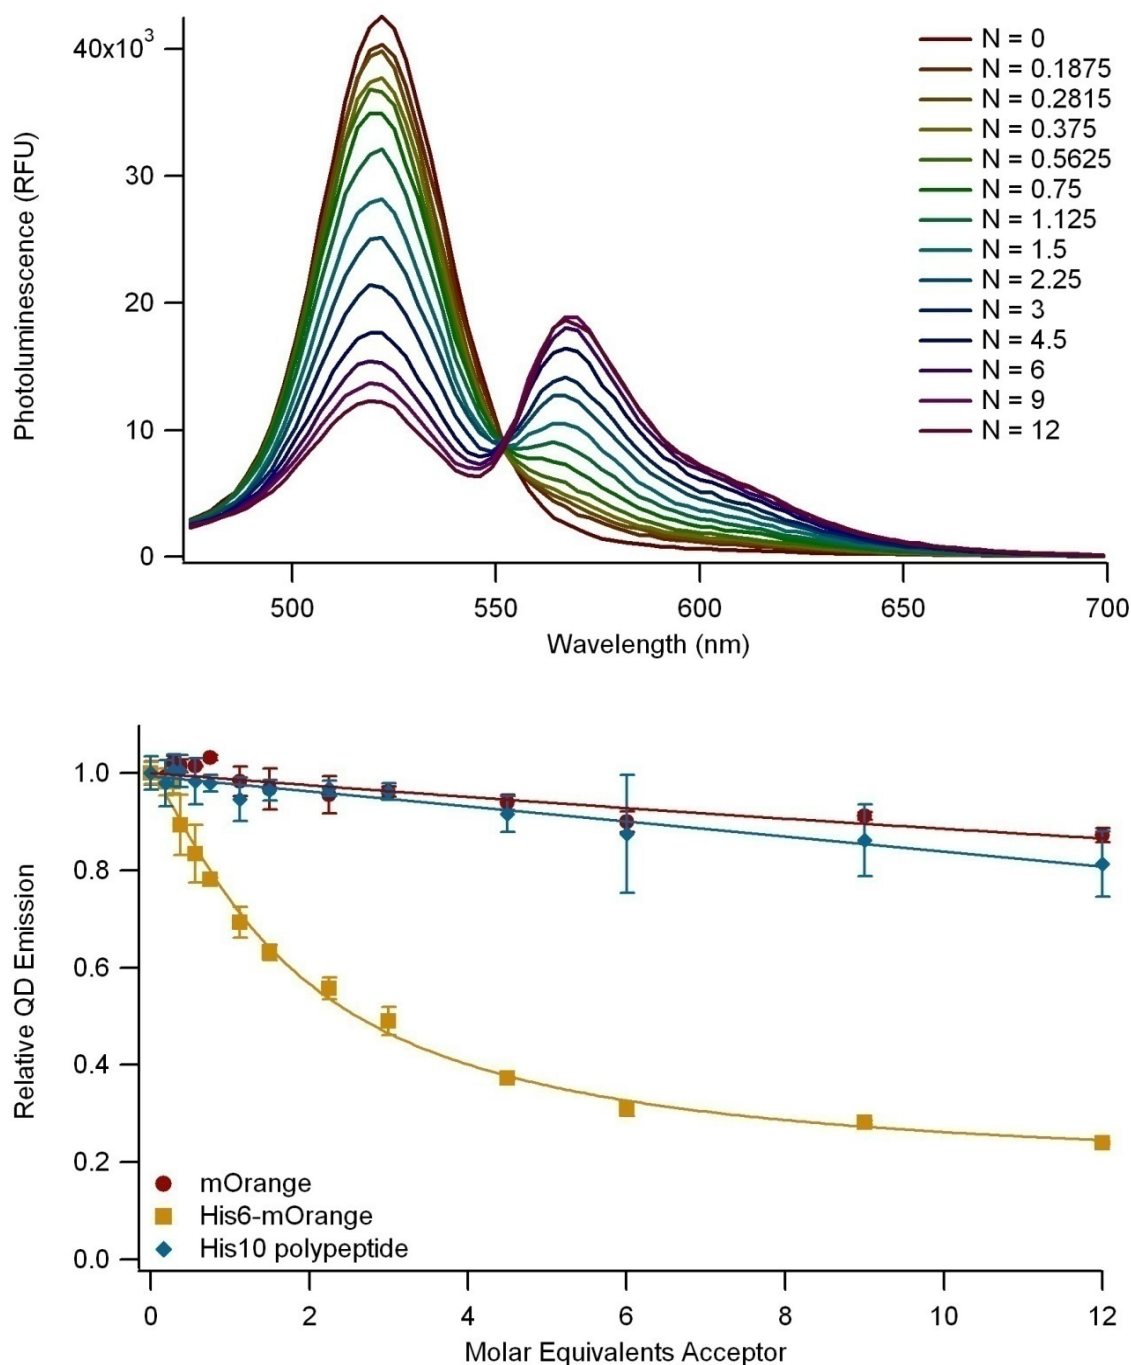 40x10³
30
20
10
0
Photoluminescence (RFU)
N = 0
N = 0.1875
N = 0.2815
N = 0.375
N = 0.5625
N = 0.75
N = 1.125
N = 1.5
N = 2.25
N = 3
N = 4.5
N = 6
N = 9
N = 12
500 550 600 650 700
Wavelength (nm)
1.0
0.8
0.6
0.4
0.2
0.0
Relative QD Emission
mOrange
His6-mOrange
His10 polypeptide
0 2 4 6 8 10 12
Molar Equivalents Acceptor